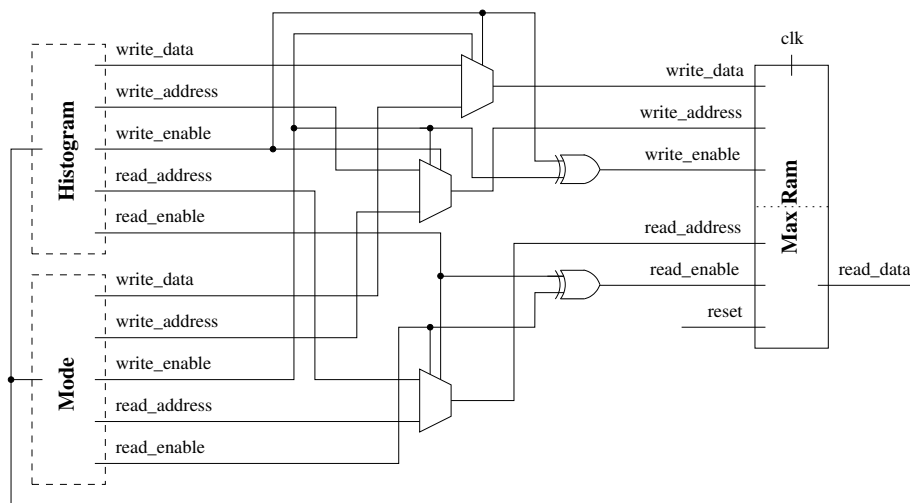 clk
Histogram
write_data
write_address
write_enable
read_address
read_enable
Mode
write_data
write_address
write_enable
read_address
read_enable
write_data
write_address
write_enable
read_address
read_enable
reset
Max Ram
read_data